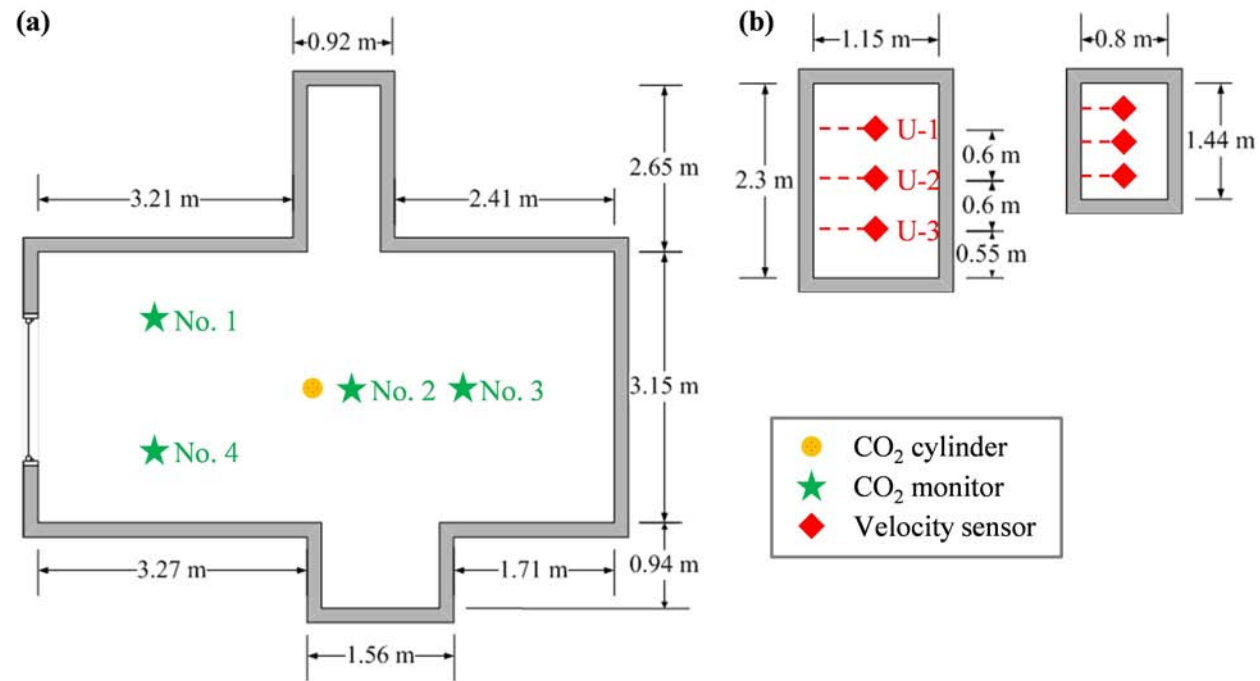 (a)
0.92 m
2.65 m
3.21 m
2.41 m
No. 1
No. 2
No. 3
3.15 m
No. 4
3.27 m
1.71 m
0.94 m
1.56 m
(b)
1.15 m
0.8 m
U-1
0.6 m
1.44 m
2.3 m
U-2
0.6 m
U-3
0.55 m
CO₂ cylinder
CO₂ monitor
Velocity sensor